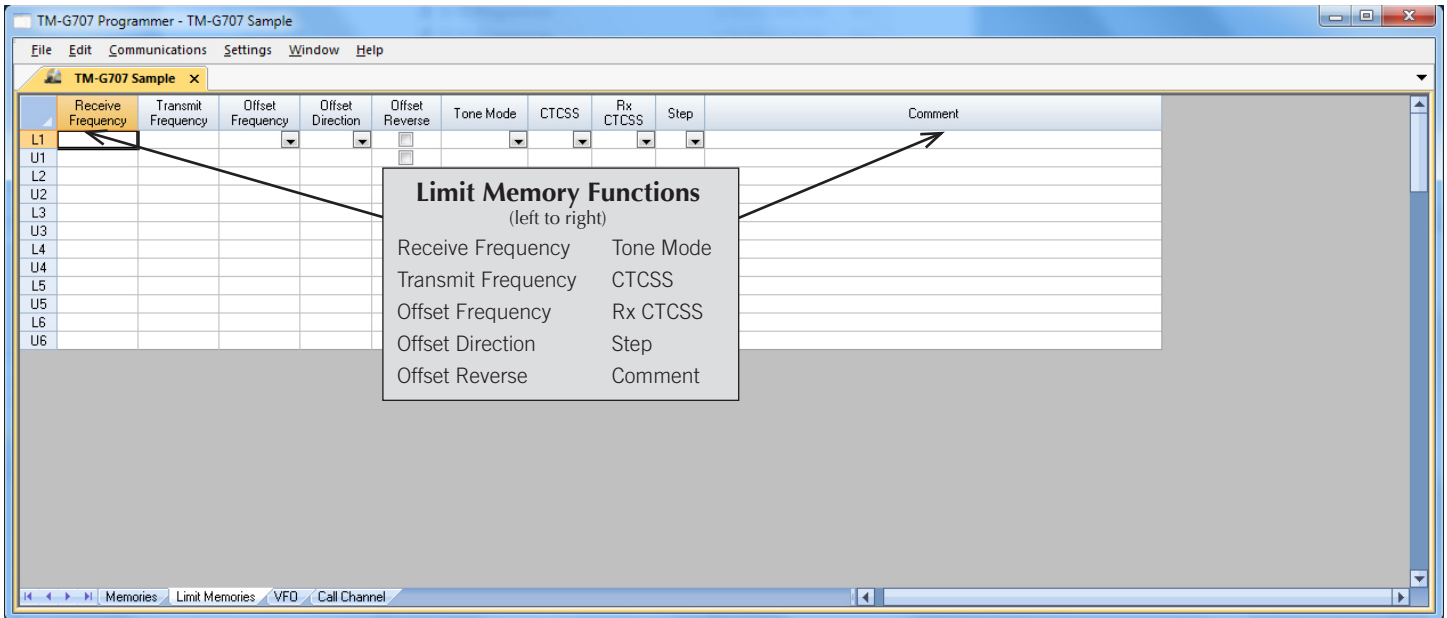 TM-G707 Programmer - TM-G707 Sample
File Edit Communications Settings Window Help
TM-G707 Sample
Receive Frequency Transmit Frequency Offset Frequency Offset Direction Offset Reverse Tone Mode CTCSS Rx CTCSS Step Comment
L1
U1
L2
U2
L3
U3
L4
U4
L5
U5
L6
U6
Limit Memory Functions
(left to right)
Receive Frequency Tone Mode
Transmit Frequency CTCSS
Offset Frequency Rx CTCSS
Offset Direction Step
Offset Reverse Comment
Memories Limit Memories VFO Call Channel